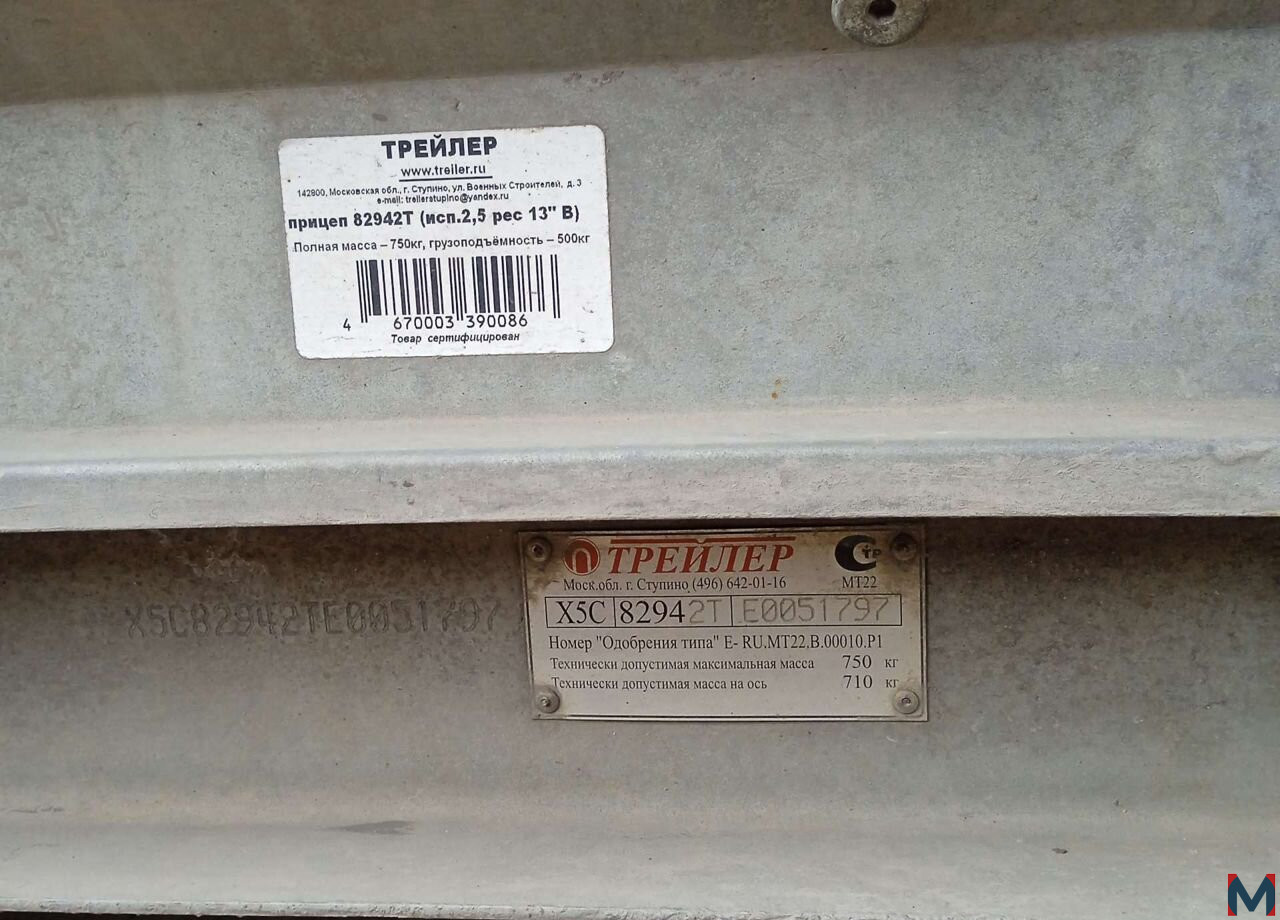 ТРЕЙЛЕР
www.treiler.ru
142800, Московская обл., г. Ступино, ул. Военных Строителей, д. 3
e-mail: treilerstupino@yandex.ru
прицеп 82942Т (исп.2,5 рес 13" В)
Полная масса – 750кг, грузоподъёмность – 500кг
4 670003 390086
Товар сертифицирован
ТРЕЙЛЕР
Моск.обл. г. Ступино (496) 642-01-16
МТ22
X5C 82942T E0051797
X5C82942TE0051797
Номер "Одобрения типа" E- RU.MT22.B.00010.P1
Технически допустимая максимальная масса 750 кг
Технически допустимая масса на ось 710 кг
M